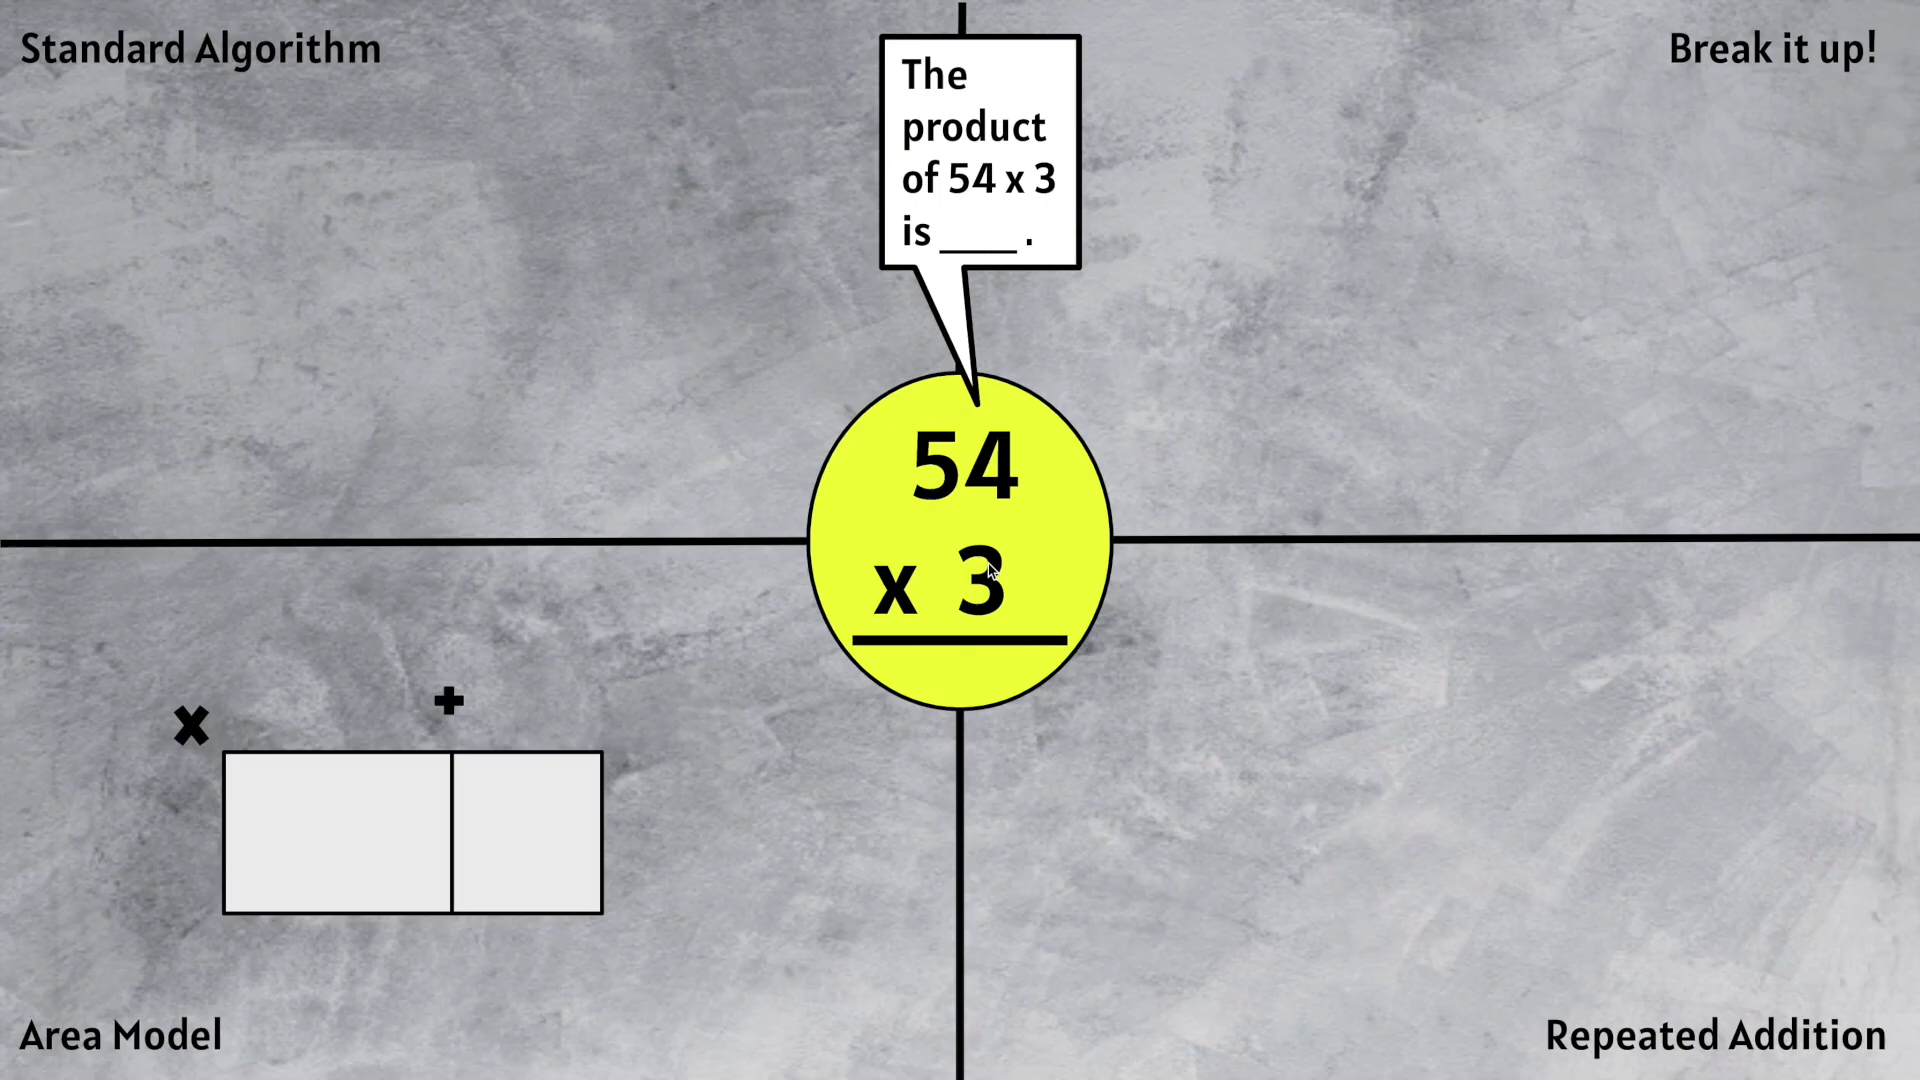 Standard Algorithm
Break it up!
The
product
of 54 x 3
is ____ .
54
x 3
x
+
Area Model
Repeated Addition